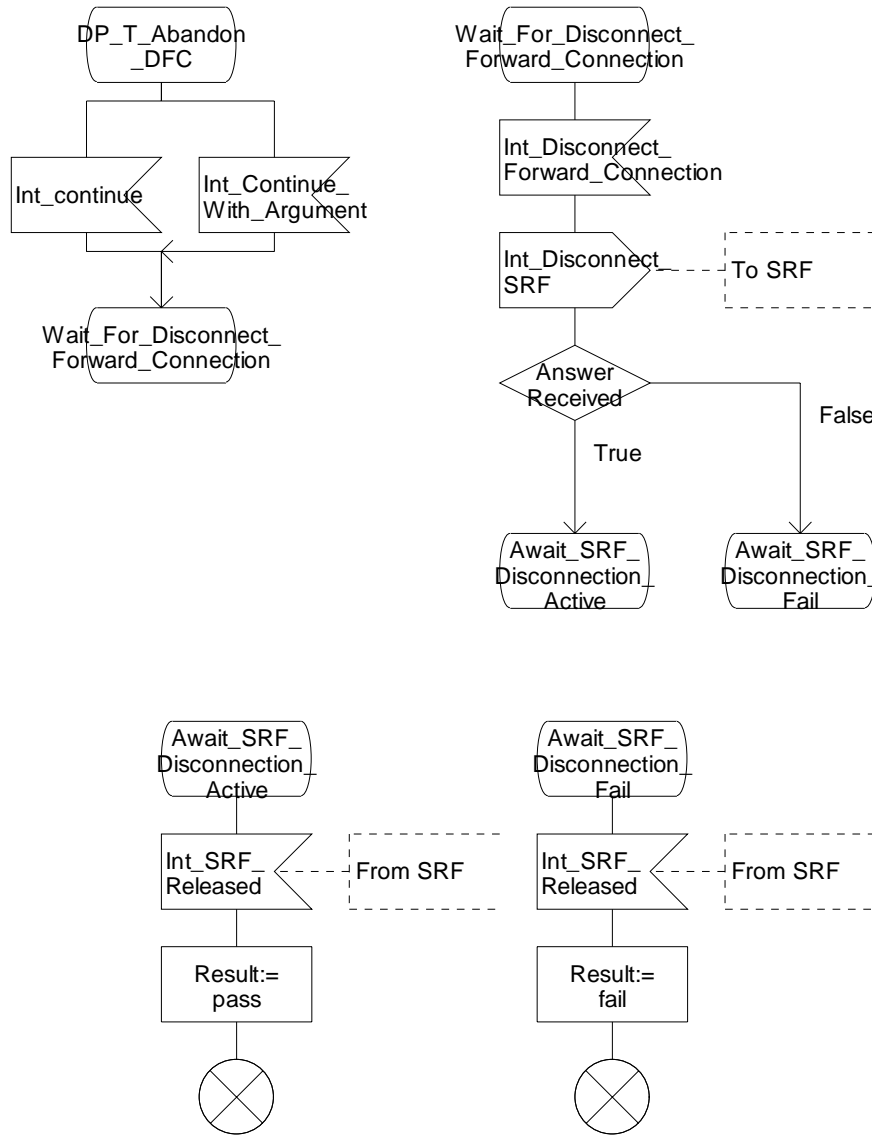 DP_T_Abandon
_DFC
Int_continue
Int_Continue_
With_Argument
Wait_For_Disconnect_
Forward_Connection
Wait_For_Disconnect_
Forward_Connection
Int_Disconnect_
Forward_Connection
Int_Disconnect_
SRF
To SRF
Answer
Received
True
False
Await_SRF_
Disconnection_
Active
Await_SRF_
Disconnection_
Fail
Await_SRF_
Disconnection_
Active
Int_SRF_
Released
From SRF
Result:=
pass
Await_SRF_
Disconnection_
Fail
Int_SRF_
Released
From SRF
Result:=
fail